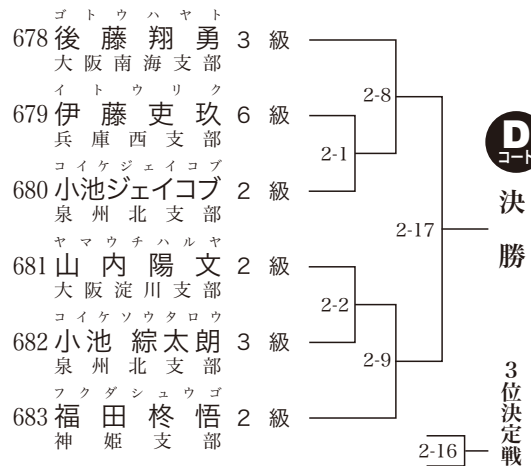 ゴトウハヤト
678 後藤翔勇 3級
大阪南海支部
イトウリク
679 伊藤吏玖 6級
兵庫西支部
コイケジェイコブ
680 小池ジェイコブ 2級
泉州北支部
ヤマウチハルヤ
681 山内陽文 2級
大阪淀川支部
コイケソウタロウ
682 小池綜太朗 3級
泉州北支部
フクダシュウゴ
683 福田柊悟 2級
神姫支部
2-8
2-1
2-17
2-2
2-9
D
コート
決勝
3位決定戦
2-16